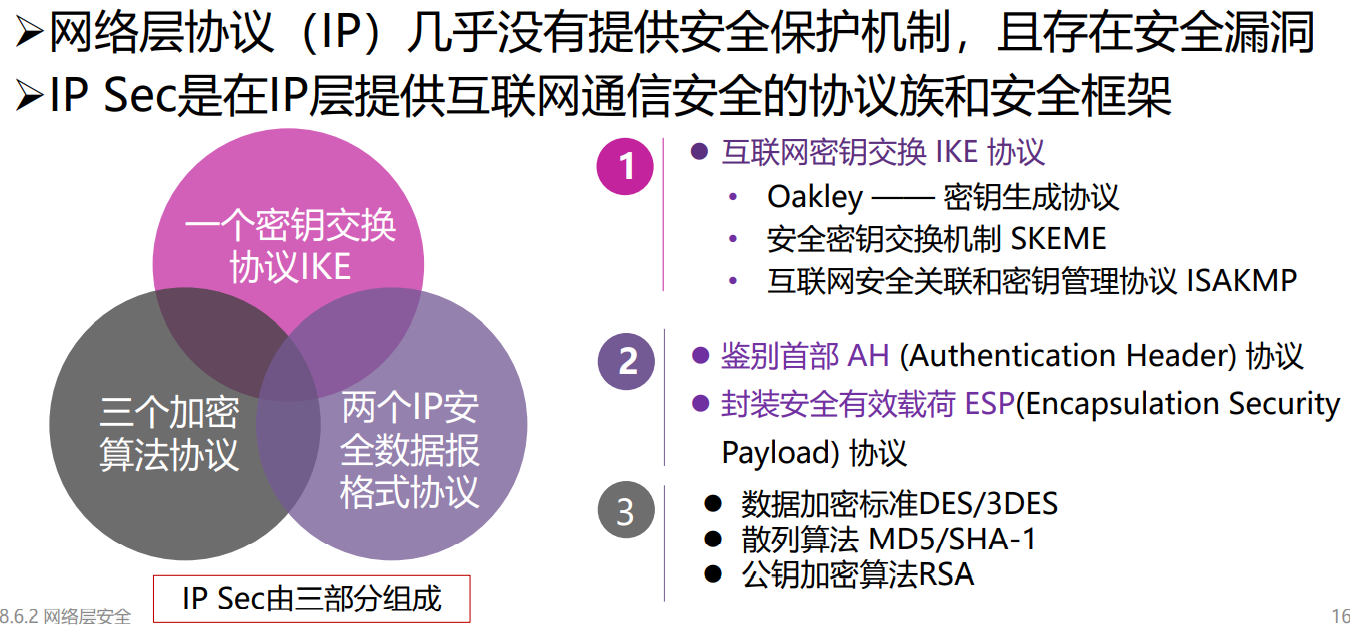 ➢网络层协议（IP）几乎没有提供安全保护机制，且存在安全漏洞
➢IP Sec是在IP层提供互联网通信安全的协议族和安全框架
一个密钥交换
协议IKE
三个加密
算法协议
两个IP安
全数据报
格式协议
IP Sec由三部分组成
1
● 互联网密钥交换 IKE 协议
• Oakley —— 密钥生成协议
• 安全密钥交换机制 SKEME
• 互联网安全关联和密钥管理协议 ISAKMP
2
● 鉴别首部 AH (Authentication Header) 协议
● 封装安全有效载荷 ESP(Encapsulation Security
Payload) 协议
3
● 数据加密标准DES/3DES
● 散列算法 MD5/SHA-1
● 公钥加密算法RSA
8.6.2 网络层安全
16